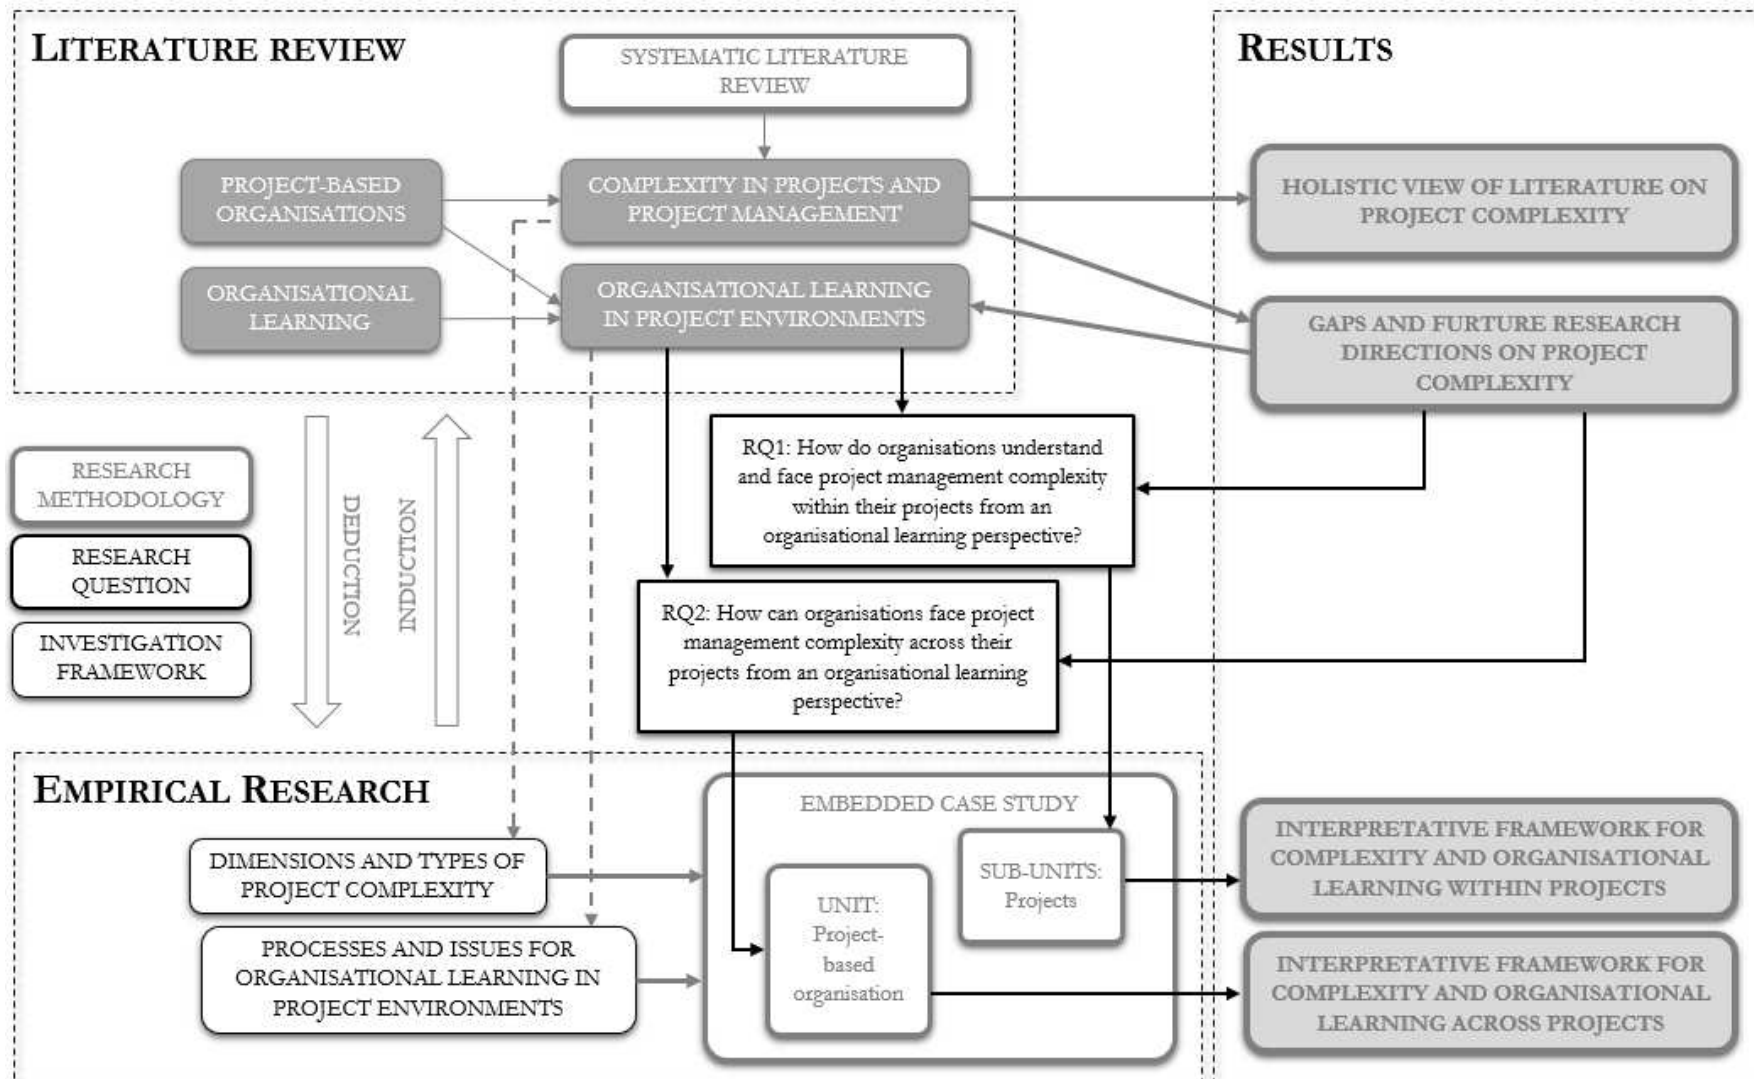 LITERATURE REVIEW
SYSTEMATIC LITERATURE
REVIEW
PROJECT-BASED
ORGANISATIONS
COMPLEXITY IN PROJECTS AND
PROJECT MANAGEMENT
ORGANISATIONAL
LEARNING
ORGANISATIONAL LEARNING
IN PROJECT ENVIRONMENTS
RESULTS
HOLISTIC VIEW OF LITERATURE ON
PROJECT COMPLEXITY
GAPS AND FURTURE RESEARCH
DIRECTIONS ON PROJECT
COMPLEXITY
RESEARCH
METHODOLOGY
RESEARCH
QUESTION
INVESTIGATION
FRAMEWORK
DEDUCTION
INDUCTION
RQ1: How do organisations understand
and face project management complexity
within their projects from an
organisational learning perspective?
RQ2: How can organisations face project
management complexity across their
projects from an organisational learning
perspective?
EMPIRICAL RESEARCH
DIMENSIONS AND TYPES OF
PROJECT COMPLEXITY
PROCESSES AND ISSUES FOR
ORGANISATIONAL LEARNING IN
PROJECT ENVIRONMENTS
EMBEDDED CASE STUDY
UNIT:
Project-
based
organisation
SUB-UNITS:
Projects
INTERPRETATIVE FRAMEWORK FOR
COMPLEXITY AND ORGANISATIONAL
LEARNING WITHIN PROJECTS
INTERPRETATIVE FRAMEWORK FOR
COMPLEXITY AND ORGANISATIONAL
LEARNING ACROSS PROJECTS